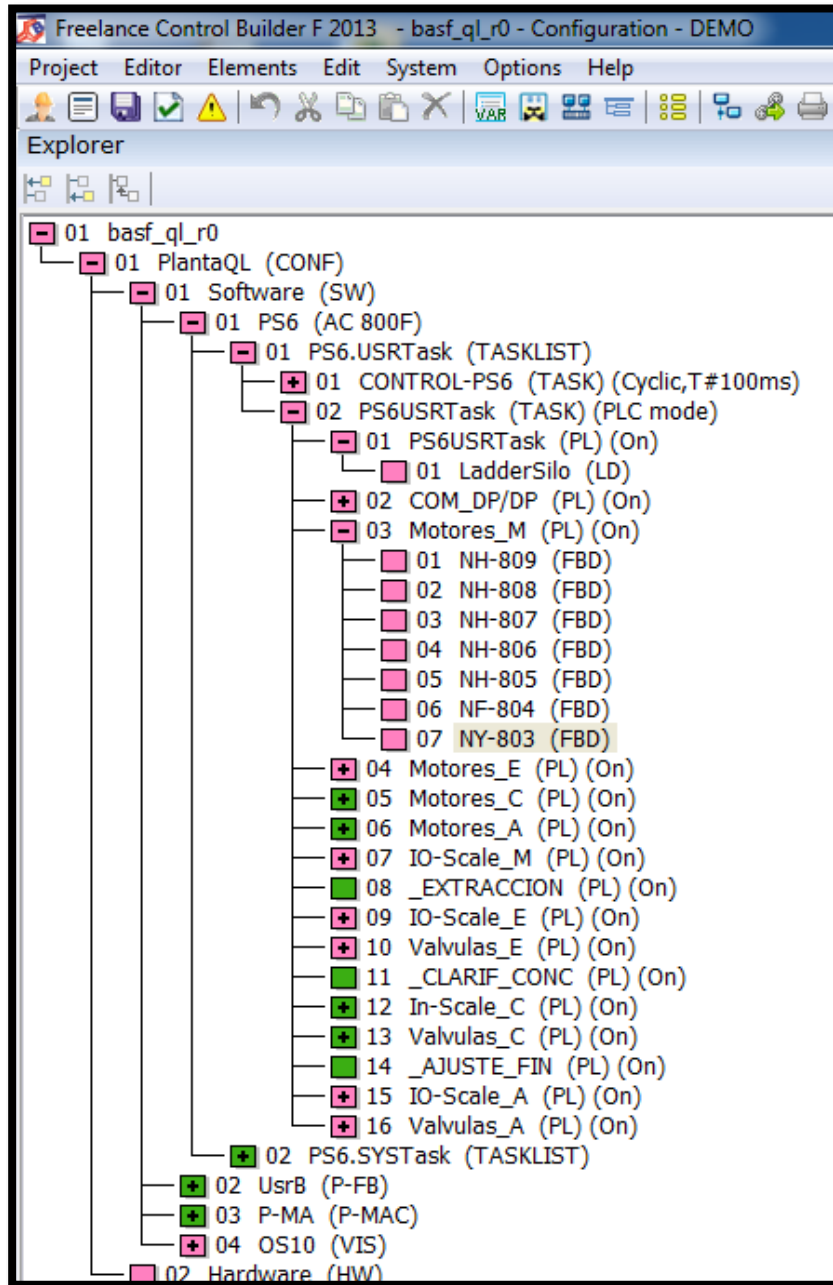 Freelance Control Builder F 2013 - basf_ql_r0 - Configuration - DEMO
Project Editor Elements Edit System Options Help
VAR
Explorer
01 basf_ql_r0
01 PlantaQL (CONF)
01 Software (SW)
01 PS6 (AC 800F)
01 PS6.USRTask (TASKLIST)
01 CONTROL-PS6 (TASK) (Cyclic,T#100ms)
02 PS6USRTask (TASK) (PLC mode)
01 PS6USRTask (PL) (On)
01 LadderSilo (LD)
02 COM_DP/DP (PL) (On)
03 Motores_M (PL) (On)
01 NH-809 (FBD)
02 NH-808 (FBD)
03 NH-807 (FBD)
04 NH-806 (FBD)
05 NH-805 (FBD)
06 NF-804 (FBD)
07 NY-803 (FBD)
04 Motores_E (PL) (On)
05 Motores_C (PL) (On)
06 Motores_A (PL) (On)
07 IO-Scale_M (PL) (On)
08 _EXTRACCION (PL) (On)
09 IO-Scale_E (PL) (On)
10 Valvulas_E (PL) (On)
11 _CLARIF_CONC (PL) (On)
12 In-Scale_C (PL) (On)
13 Valvulas_C (PL) (On)
14 _AJUSTE_FIN (PL) (On)
15 IO-Scale_A (PL) (On)
16 Valvulas_A (PL) (On)
02 PS6.SYSTask (TASKLIST)
02 UsrB (P-FB)
03 P-MA (P-MAC)
04 OS10 (VIS)
02 Hardware (HW)